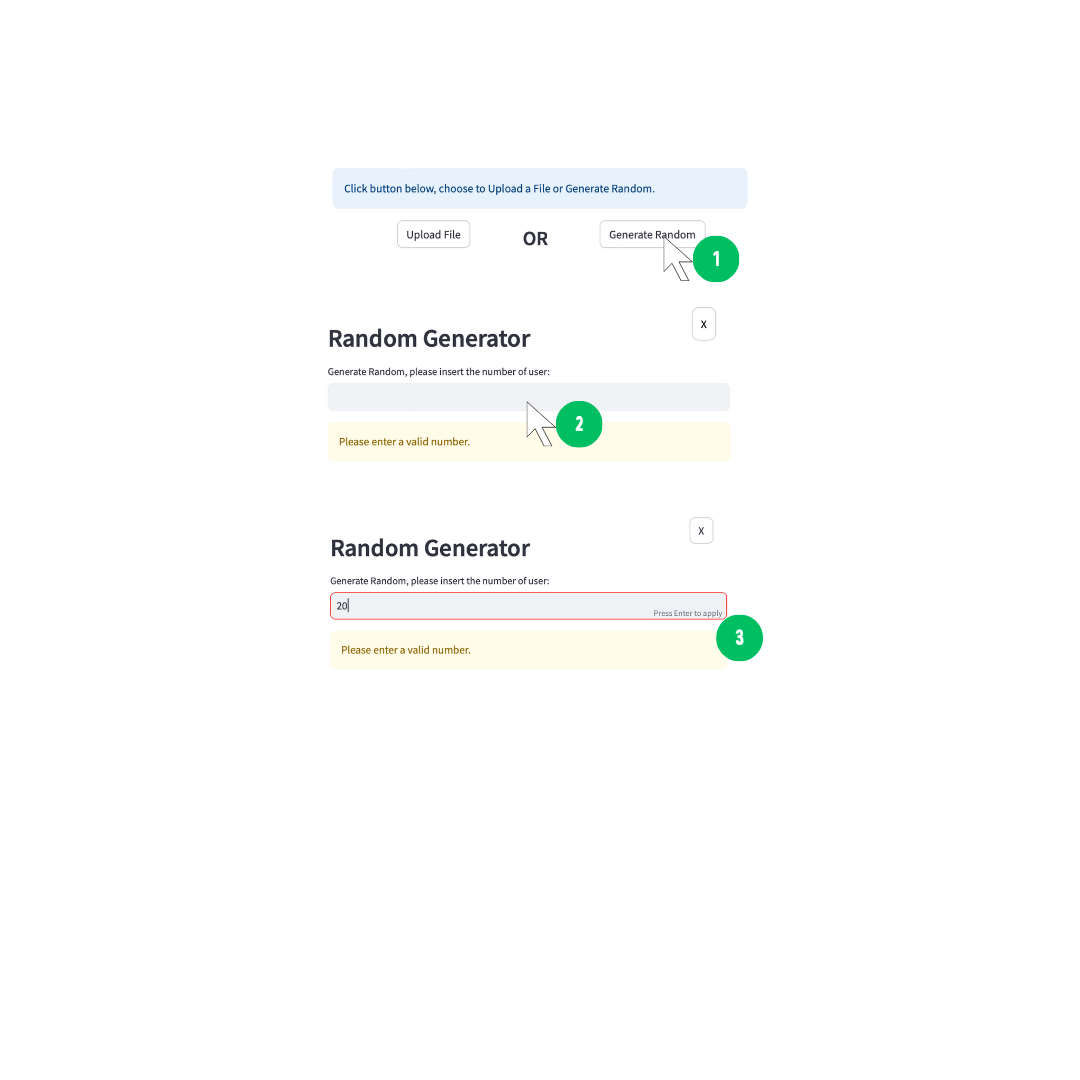 Click button below, choose to Upload a File or Generate Random.
Upload File
OR
Generate Random
1
X
Random Generator
Generate Random, please insert the number of user:
2
Please enter a valid number.
X
Random Generator
Generate Random, please insert the number of user:
20
Press Enter to apply
3
Please enter a valid number.